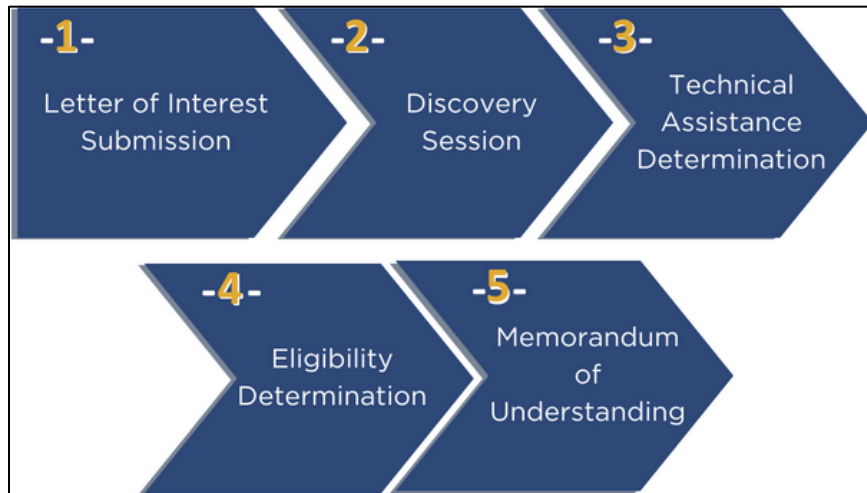 -1-
Letter of Interest
Submission
-2-
Discovery
Session
-3-
Technical
Assistance
Determination
-4-
Eligibility
Determination
-5-
Memorandum
of
Understanding